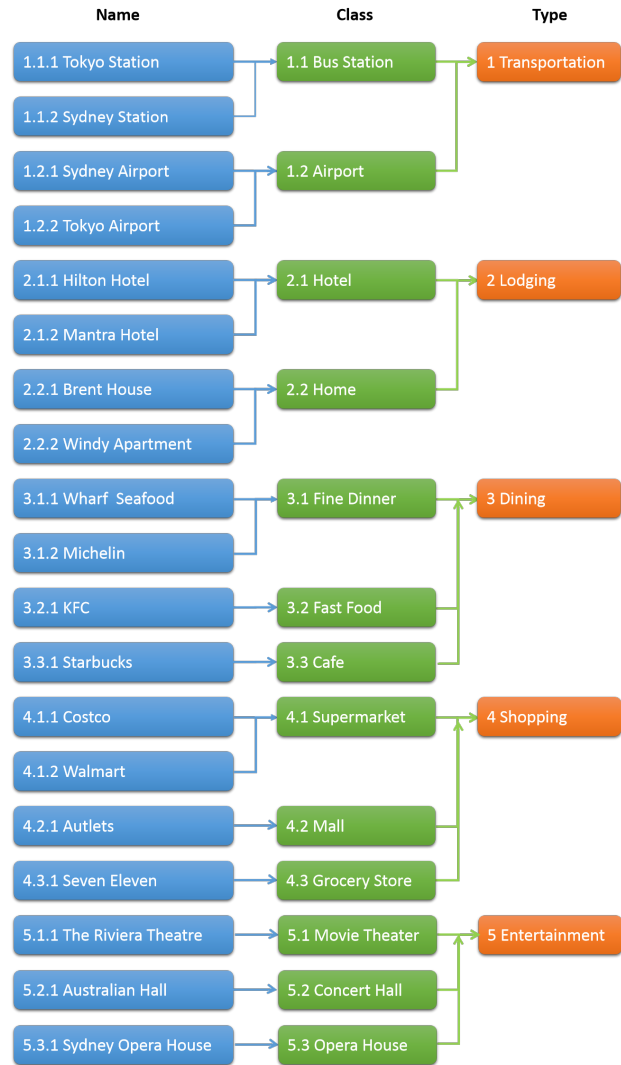 Name Class Type
1.1.1 Tokyo Station 1.1 Bus Station 1 Transportation
1.1.2 Sydney Station
1.2.1 Sydney Airport 1.2 Airport
1.2.2 Tokyo Airport
2.1.1 Hilton Hotel 2.1 Hotel 2 Lodging
2.1.2 Mantra Hotel
2.2.1 Brent House 2.2 Home
2.2.2 Windy Apartment
3.1.1 Wharf Seafood 3.1 Fine Dinner 3 Dining
3.1.2 Michelin
3.2.1 KFC 3.2 Fast Food
3.3.1 Starbucks 3.3 Cafe
4.1.1 Costco 4.1 Supermarket 4 Shopping
4.1.2 Walmart
4.2.1 Autlets 4.2 Mall
4.3.1 Seven Eleven 4.3 Grocery Store
5.1.1 The Riviera Theatre 5.1 Movie Theater 5 Entertainment
5.2.1 Australian Hall 5.2 Concert Hall
5.3.1 Sydney Opera House 5.3 Opera House